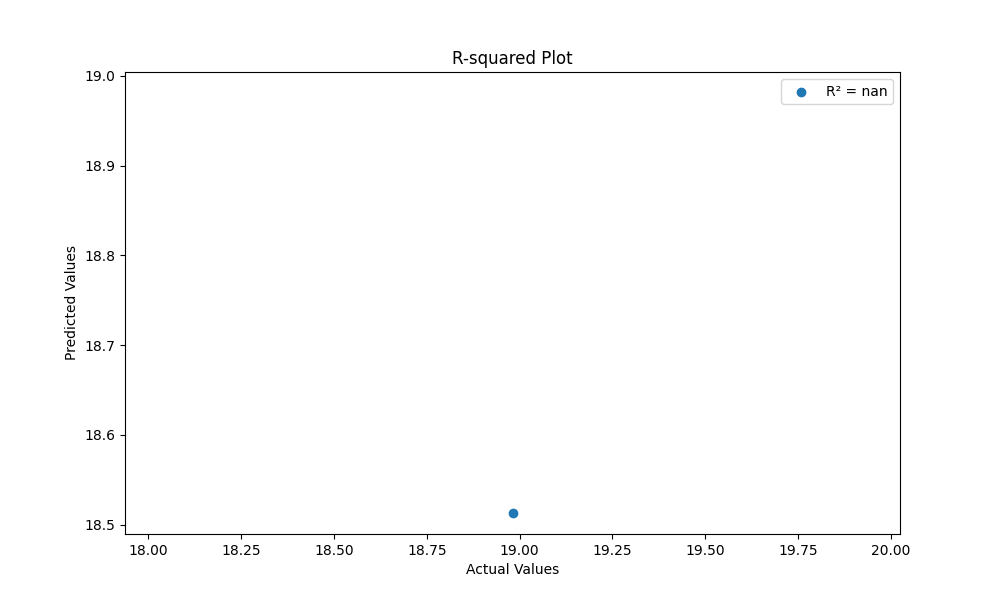 R-squared Plot
R² = nan
Predicted Values
19.0
18.9
18.8
18.7
18.6
18.5
18.00 18.25 18.50 18.75 19.00 19.25 19.50 19.75 20.00
Actual Values